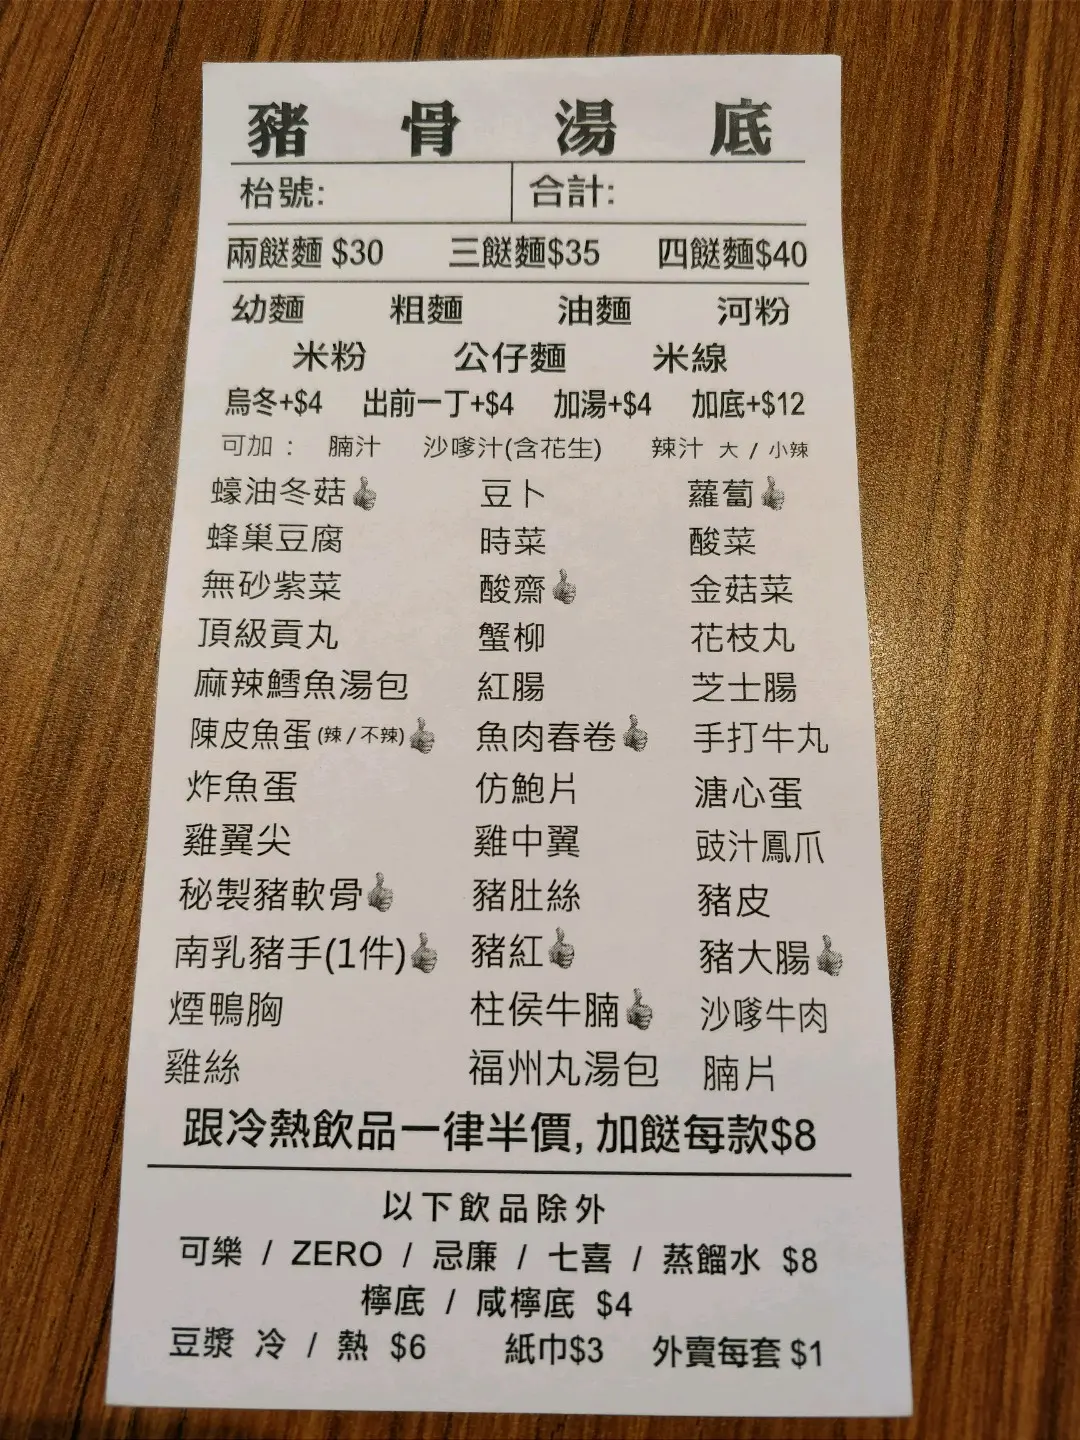 豬骨湯底
枱號: 合計:
兩餸麵 $30 三餸麵$35 四餸麵$40
幼麵 粗麵 油麵 河粉
米粉 公仔麵 米線
烏冬+$4 出前一丁+$4 加湯+$4 加底+$12
可加 : 腩汁 沙嗲汁(含花生) 辣汁 大 / 小辣
蠔油冬菇 豆卜 蘿蔔
蜂巢豆腐 時菜 酸菜
無砂紫菜 酸齋 金菇菜
頂級貢丸 蟹柳 花枝丸
麻辣鱈魚湯包 紅腸 芝士腸
陳皮魚蛋(辣/不辣) 魚肉春卷 手打牛丸
炸魚蛋 仿鮑片 溏心蛋
雞翼尖 雞中翼 豉汁鳳爪
秘製豬軟骨 豬肚絲 豬皮
南乳豬手(1件) 豬紅 豬大腸
煙鴨胸 柱侯牛腩 沙嗲牛肉
雞絲 福州丸湯包 腩片
跟冷熱飲品一律半價, 加餸每款$8
以下飲品除外
可樂 / ZERO / 忌廉 / 七喜 / 蒸餾水 $8
檸底 / 咸檸底 $4
豆漿 冷 / 熱 $6 紙巾$3 外賣每套 $1